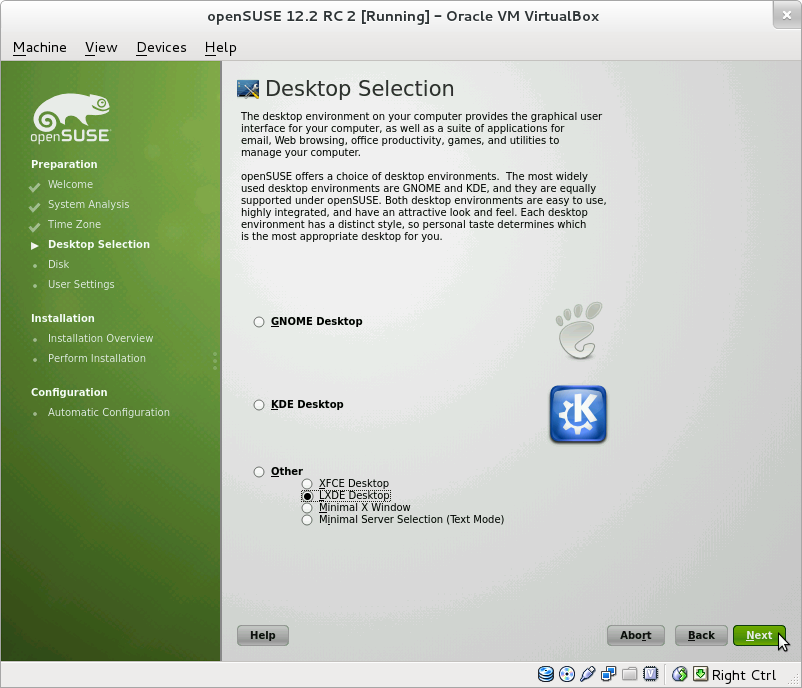 openSUSE 12.2 RC 2 [Running] – Oracle VM VirtualBox
Machine View Devices Help
openSUSE
Preparation
Welcome
System Analysis
Time Zone
Desktop Selection
Disk
User Settings
Installation
Installation Overview
Perform Installation
Configuration
Automatic Configuration
Desktop Selection
The desktop environment on your computer provides the graphical user
interface for your computer, as well as a suite of applications for
email, Web browsing, office productivity, games, and utilities to
manage your computer.
openSUSE offers a choice of desktop environments. The most widely
used desktop environments are GNOME and KDE, and they are equally
supported under openSUSE. Both desktop environments are easy to use,
highly integrated, and have an attractive look and feel. Each desktop
environment has a distinct style, so personal taste determines which
is the most appropriate desktop for you.
GNOME Desktop
KDE Desktop
K
Other
XFCE Desktop
LXDE Desktop
Minimal X Window
Minimal Server Selection (Text Mode)
Help Abort Back Next
Right Ctrl